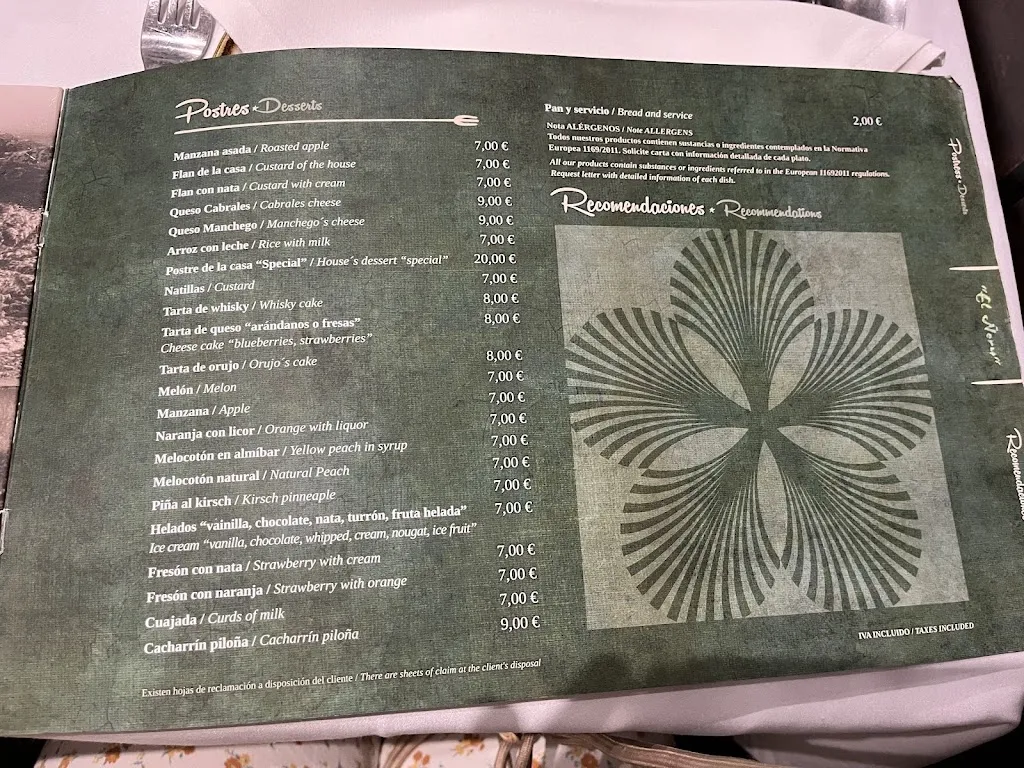 Postres * Desserts
Manzana asada / Roasted apple 7,00 €
Flan de la casa / Custard of the house 7,00 €
Flan con nata / Custard with cream 7,00 €
Queso Cabrales / Cabrales cheese 9,00 €
Queso Manchego / Manchego´s cheese 9,00 €
Arroz con leche / Rice with milk 7,00 €
Postre de la casa “Special” / House´s dessert “special” 20,00 €
Natillas / Custard 7,00 €
Tarta de whisky / Whisky cake 8,00 €
Tarta de queso “arándanos o fresas” 8,00 €
Cheese cake “blueberries, strawberries”
Tarta de orujo / Orujo´s cake 8,00 €
Melón / Melon 7,00 €
Manzana / Apple 7,00 €
Naranja con licor / Orange with liquor 7,00 €
Melocotón en almíbar / Yellow peach in syrup 7,00 €
Melocotón natural / Natural Peach 7,00 €
Piña al kirsch / Kirsch pinneaple 7,00 €
Helados “vainilla, chocolate, nata, turrón, fruta helada” 7,00 €
Ice cream “vanilla, chocolate, whipped, cream, nougat, ice fruit”
Fresón con nata / Strawberry with cream 7,00 €
Fresón con naranja / Strawberry with orange 7,00 €
Cuajada / Curds of milk 7,00 €
Cacharrín piloña / Cacharrín piloña 9,00 €
Existen hojas de reclamación a disposición del cliente / There are sheets of claim at the client's disposal
Pan y servicio / Bread and service 2,00 €
Nota ALÉRGENOS / Note ALLERGENS
Todos nuestros productos contienen sustancias o ingredientes contemplados en la Normativa
Europea 1169/2011. Solicite carta con información detallada de cada plato.
All our products contain substances or ingredients referred to in the European 11692011 regulations.
Request letter with detailed information of each dish.
Recomendaciones * Recommendations
IVA INCLUIDO / TAXES INCLUDED
Postres * Desserts
Recomendaciones